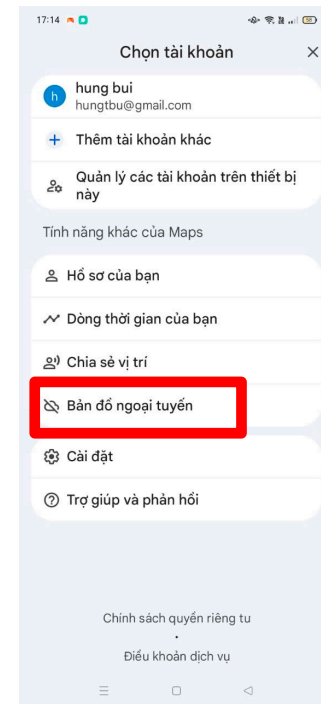 17:14
Chọn tài khoản
h
hung bui
hungtbu@gmail.com
Thêm tài khoản khác
Quản lý các tài khoản trên thiết bị
này
Tính năng khác của Maps
Hồ sơ của bạn
Dòng thời gian của bạn
Chia sẻ vị trí
Bản đồ ngoại tuyến
Cài đặt
Trợ giúp và phản hồi
Chính sách quyền riêng tư
Điều khoản dịch vụ